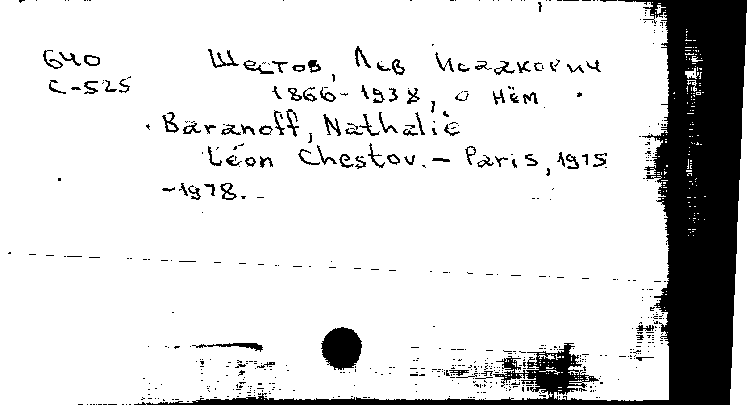 640 Шестов, Лев Исаакович
С-525 1866-1938, о нём
Baranoff, Nathalie
Léon Chestov. - Paris, 1975
-1978.